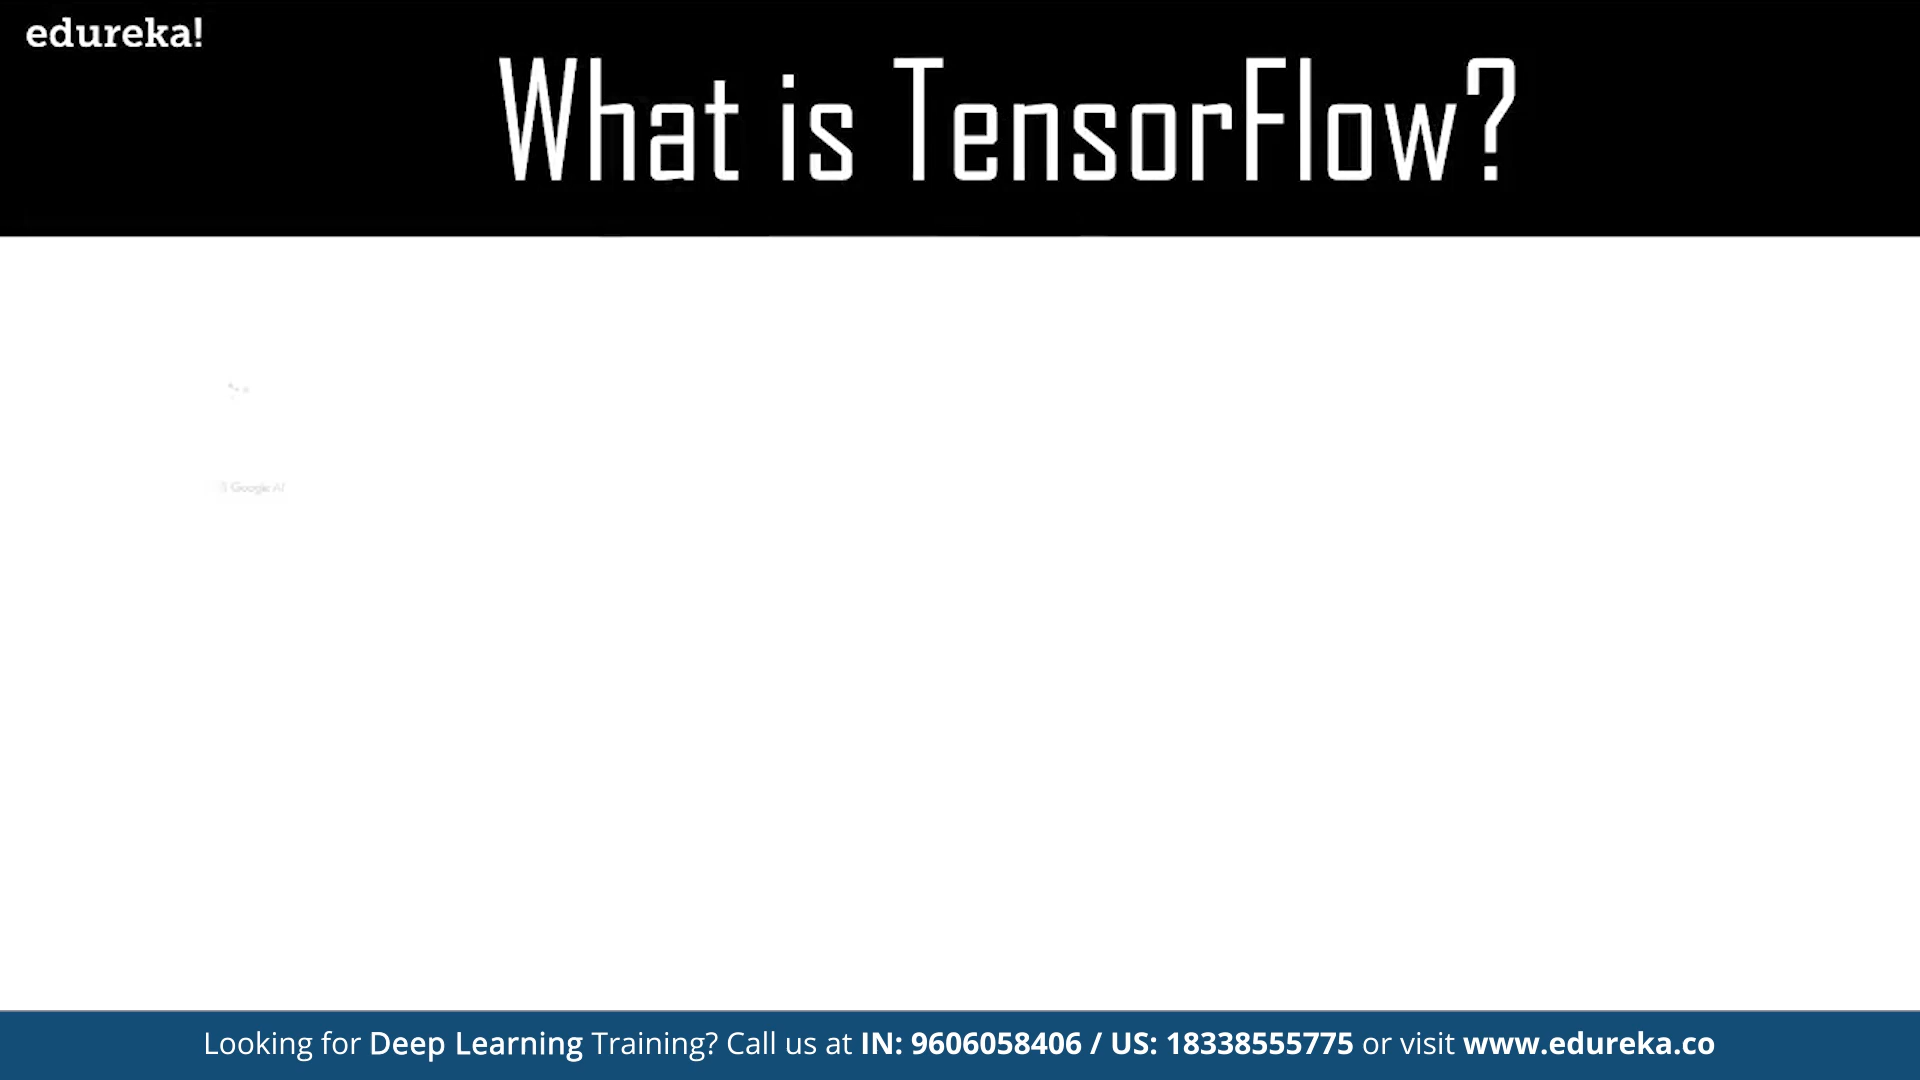 edureka!
What is TensorFlow?
Google AI
Looking for Deep Learning Training? Call us at IN: 9606058406 / US: 18338555775 or visit www.edureka.co